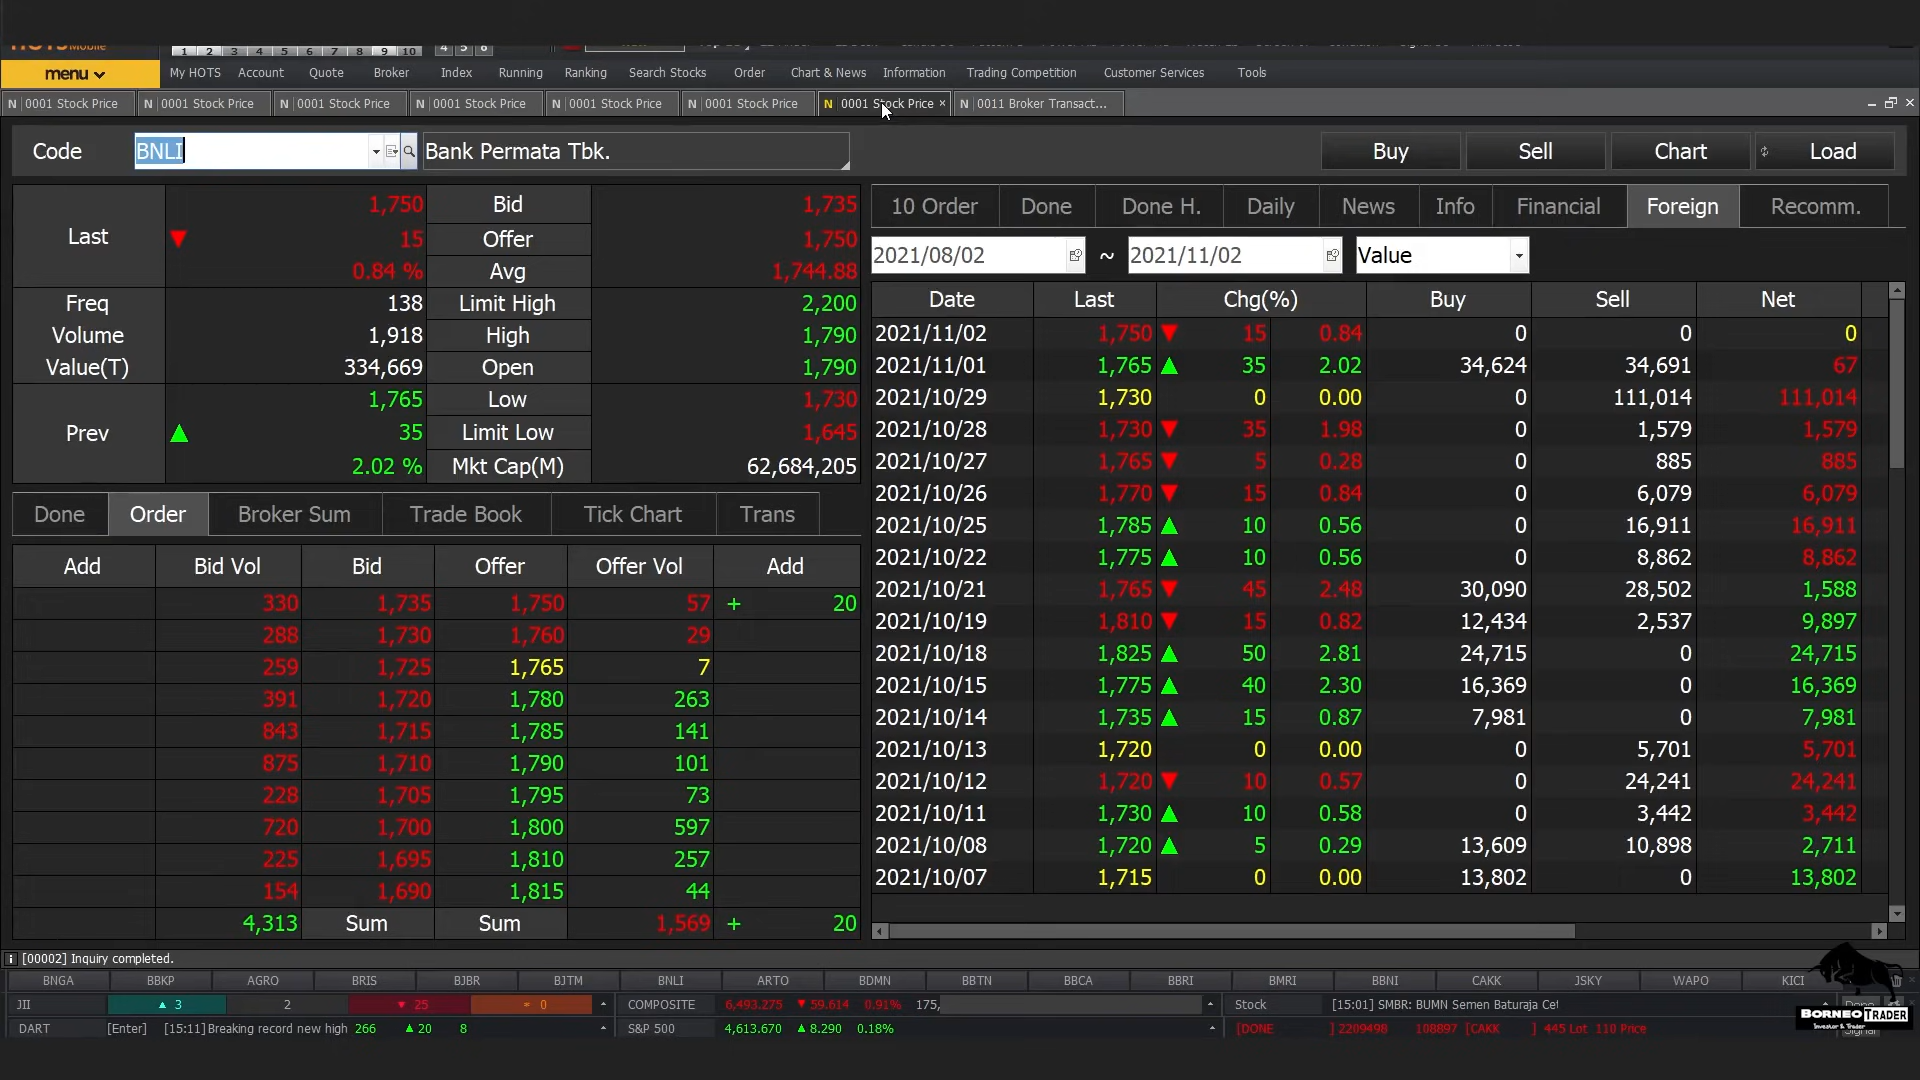 1 2 3 4 5 6 7 8 9 10 4 5 6
menu My HOTS Account Quote Broker Index Running Ranking Search Stocks Order Chart & News Information Trading Competition Customer Services Tools
N 0001 Stock Price N 0001 Stock Price N 0001 Stock Price N 0001 Stock Price N 0001 Stock Price N 0001 Stock Price N 0001 Stock Price × N 0011 Broker Transact...
Code BNLI Bank Permata Tbk. Buy Sell Chart Load
Last ▼ 1,750 15 0.84 % Bid 1,735
Offer 1,750
Avg 1,744.88
Freq 138 Limit High 2,200
Volume 1,918 High 1,790
Value(T) 334,669 Open 1,790
Prev ▲ 1,765 35 2.02 % Low 1,730
Limit Low 1,645
Mkt Cap(M) 62,684,205
Done Order Broker Sum Trade Book Tick Chart Trans
Add Bid Vol Bid Offer Offer Vol Add
330 1,735 1,750 57 + 20
288 1,730 1,760 29
259 1,725 1,765 7
391 1,720 1,780 263
843 1,715 1,785 141
875 1,710 1,790 101
228 1,705 1,795 73
720 1,700 1,800 597
225 1,695 1,810 257
154 1,690 1,815 44
4,313 Sum Sum 1,569 + 20
10 Order Done Done H. Daily News Info Financial Foreign Recomm.
2021/08/02 ~ 2021/11/02 Value
Date Last Chg(%) Buy Sell Net
2021/11/02 1,750 ▼ 15 0.84 0 0 0
2021/11/01 1,765 ▲ 35 2.02 34,624 34,691 67
2021/10/29 1,730 0 0.00 0 111,014 111,014
2021/10/28 1,730 ▼ 35 1.98 0 1,579 1,579
2021/10/27 1,765 ▼ 5 0.28 0 885 885
2021/10/26 1,770 ▼ 15 0.84 0 6,079 6,079
2021/10/25 1,785 ▲ 10 0.56 0 16,911 16,911
2021/10/22 1,775 ▲ 10 0.56 0 8,862 8,862
2021/10/21 1,765 ▼ 45 2.48 30,090 28,502 1,588
2021/10/19 1,810 ▼ 15 0.82 12,434 2,537 9,897
2021/10/18 1,825 ▲ 50 2.81 24,715 0 24,715
2021/10/15 1,775 ▲ 40 2.30 16,369 0 16,369
2021/10/14 1,735 ▲ 15 0.87 7,981 0 7,981
2021/10/13 1,720 0 0.00 0 5,701 5,701
2021/10/12 1,720 ▼ 10 0.57 0 24,241 24,241
2021/10/11 1,730 ▲ 10 0.58 0 3,442 3,442
2021/10/08 1,720 ▲ 5 0.29 13,609 10,898 2,711
2021/10/07 1,715 0 0.00 13,802 0 13,802
[00002] Inquiry completed.
BNGA BBKP AGRO BRIS BJBR BJTM BNLI ARTO BDMN BBTN BBCA BBRI BMRI BBNI CAKK JSKY WAPO KICI
JII ▲ 3 2 ▼ 25 0 COMPOSITE 6,493.275 ▼ 59.614 0.91% 175, Stock [15:01] SMBR: BUMN Semen Baturaja
DART [Enter] [15:11]Breaking record new high 266 ▲ 20 8 S&P 500 4,613.670 ▲ 8.290 0.18% [DONE ] 2209498 108897 [CAKK ] 445 Lot 110 Price
BORNEO TRADER
Investor & Trader